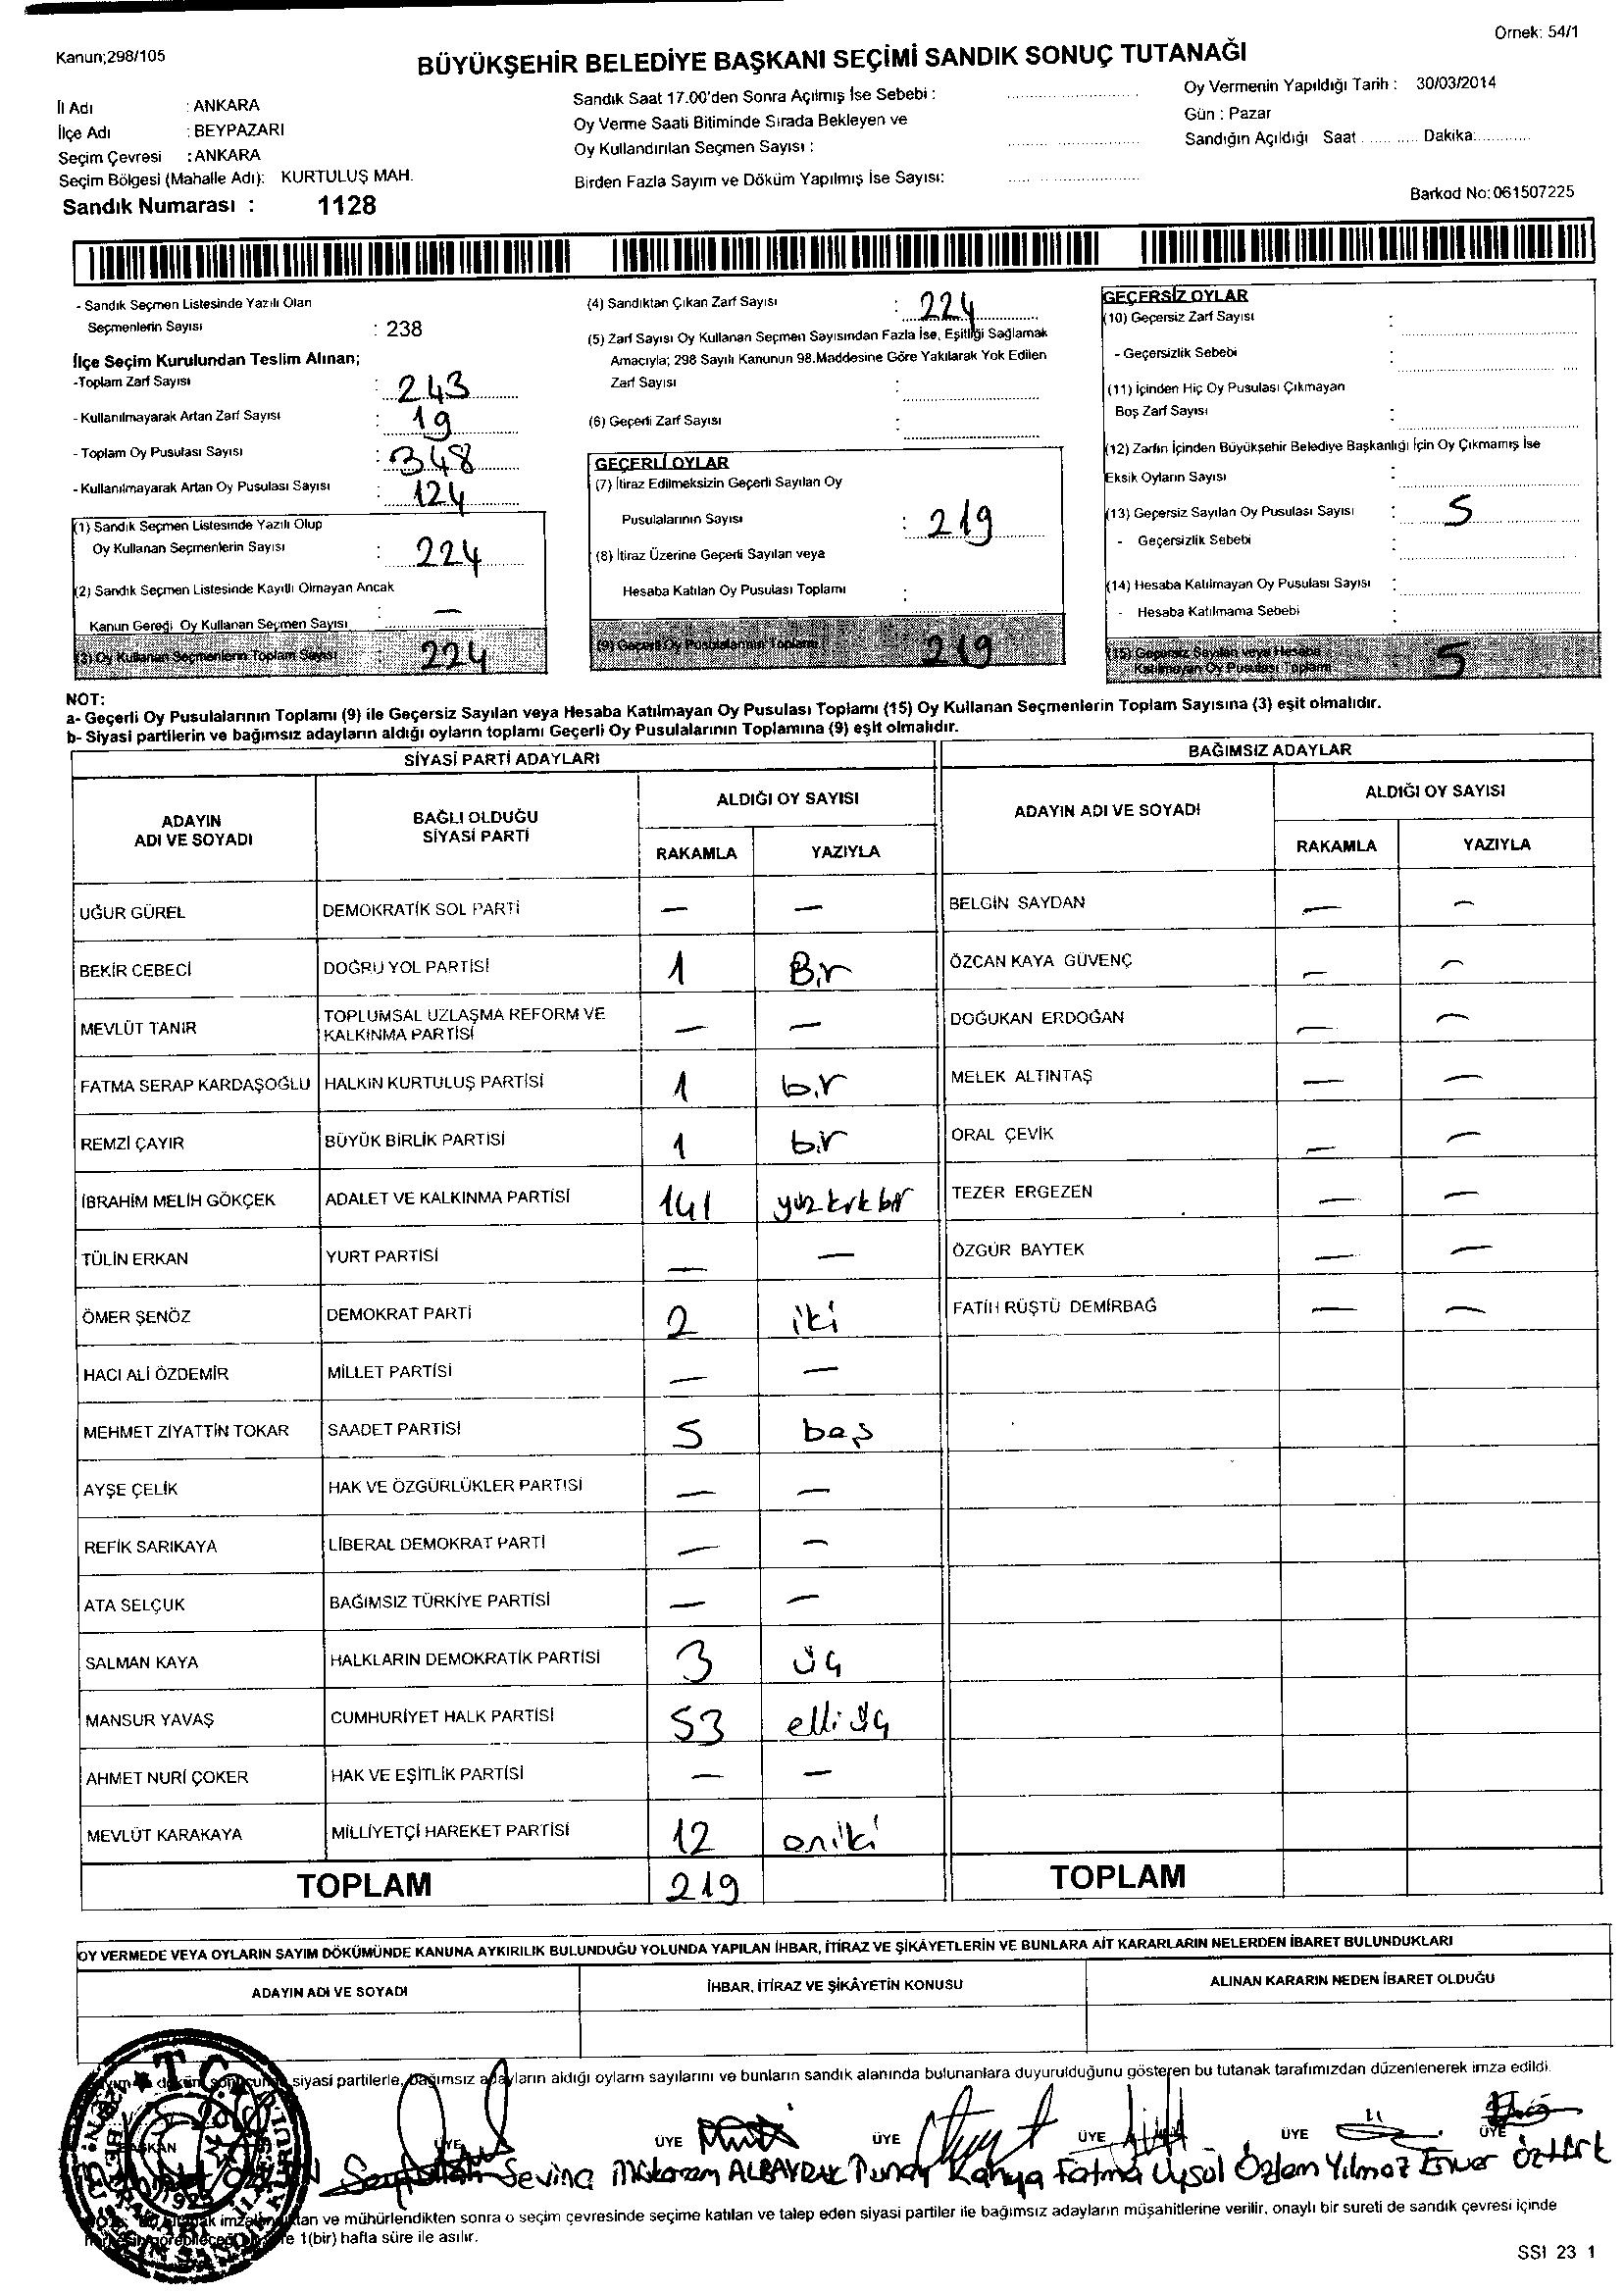 Ornek: 54/1
Kanun;298/105
BÜYÜKŞEHİR BELEDİYE BAŞKANI SEÇİMİ SANDIK SONUÇ TUTANAĞI
İl Adı : ANKARA
İlçe Adı : BEYPAZARI
Seçim Çevresi : ANKARA
Seçim Bölgesi (Mahalle Adı): KURTULUŞ MAH.
Sandık Numarası : 1128
Sandık Saat 17.00'den Sonra Açılmış İse Sebebi :
Oy Verme Saati Bitiminde Sırada Bekleyen ve
Oy Kullandırılan Seçmen Sayısı :
Birden Fazla Sayım ve Döküm Yapılmış İse Sayısı:
Oy Vermenin Yapıldığı Tarih : 30/03/2014
Gün : Pazar
Sandığın Açıldığı Saat ........... Dakika:............
Barkod No: 061507225
- Sandık Seçmen Listesinde Yazılı Olan
Seçmenlerin Sayısı : 238
İlçe Seçim Kurulundan Teslim Alınan;
-Toplam Zarf Sayısı : 243
- Kullanılmayarak Artan Zarf Sayısı : 19
- Toplam Oy Pusulası Sayısı : 348
- Kullanılmayarak Artan Oy Pusulası Sayısı : 124
(1) Sandık Seçmen Listesinde Yazılı Olup
Oy Kullanan Seçmenlerin Sayısı : 224
(2) Sandık Seçmen Listesinde Kayıtlı Olmayan Ancak
Kanun Gereği Oy Kullanan Seçmen Sayısı : —
(3) Oy Kullanan Seçmenlerin Toplam Sayısı : 224
(4) Sandıktan Çıkan Zarf Sayısı : 224
(5) Zarf Sayısı Oy Kullanan Seçmen Sayısından Fazla İse, Eşitliği Sağlamak
Amacıyla; 298 Sayılı Kanunun 98.Maddesine Göre Yakılarak Yok Edilen
Zarf Sayısı :
(6) Geçerli Zarf Sayısı :
GEÇERLİ OYLAR
(7) İtiraz Edilmeksizin Geçerli Sayılan Oy
Pusulalarının Sayısı : 219
(8) İtiraz Üzerine Geçerli Sayılan veya
Hesaba Katılan Oy Pusulası Toplamı :
(9) Geçerli Oy Pusulalarının Toplamı : 219
GEÇERSİZ OYLAR
(10) Geçersiz Zarf Sayısı :
- Geçersizlik Sebebi :
(11) İçinden Hiç Oy Pusulası Çıkmayan
Boş Zarf Sayısı :
(12) Zarfın İçinden Büyükşehir Belediye Başkanlığı İçin Oy Çıkmamış İse
Eksik Oyların Sayısı :
(13) Geçersiz Sayılan Oy Pusulası Sayısı : 5
- Geçersizlik Sebebi :
(14) Hesaba Katılmayan Oy Pusulası Sayısı :
- Hesaba Katılmama Sebebi :
(15) Geçersiz Sayılan veya Hesaba
Katılmayan Oy Pusulası Toplamı 5
NOT:
a- Geçerli Oy Pusulalarının Toplamı (9) ile Geçersiz Sayılan veya Hesaba Katılmayan Oy Pusulası Toplamı (15) Oy Kullanan Seçmenlerin Toplam Sayısına (3) eşit olmalıdır.
b- Siyasi partilerin ve bağımsız adayların aldığı oyların toplamı Geçerli Oy Pusulalarının Toplamına (9) eşit olmalıdır.
SİYASİ PARTİ ADAYLARI
ADAYIN ADI VE SOYADI BAĞLI OLDUĞU SİYASİ PARTİ ALDIĞI OY SAYISI
RAKAMLA YAZIYLA
UĞUR GÜREL DEMOKRATİK SOL PARTİ — —
BEKİR CEBECİ DOĞRU YOL PARTİSİ 1 Bir
MEVLÜT TANIR TOPLUMSAL UZLAŞMA REFORM VE KALKINMA PARTİSİ — —
FATMA SERAP KARDAŞOĞLU HALKIN KURTULUŞ PARTİSİ 1 bir
REMZİ ÇAYIR BÜYÜK BİRLİK PARTİSİ 1 bir
İBRAHİM MELİH GÖKÇEK ADALET VE KALKINMA PARTİSİ 141 yüz kırk bir
TÜLİN ERKAN YURT PARTİSİ — —
ÖMER ŞENÖZ DEMOKRAT PARTİ 2 iki
HACI ALİ ÖZDEMİR MİLLET PARTİSİ — —
MEHMET ZİYATTİN TOKAR SAADET PARTİSİ 5 beş
AYŞE ÇELİK HAK VE ÖZGÜRLÜKLER PARTİSİ — —
REFİK SARIKAYA LİBERAL DEMOKRAT PARTİ — —
ATA SELÇUK BAĞIMSIZ TÜRKİYE PARTİSİ — —
SALMAN KAYA HALKLARIN DEMOKRATİK PARTİSİ 3 üç
MANSUR YAVAŞ CUMHURİYET HALK PARTİSİ 53 elli üç
AHMET NURİ ÇOKER HAK VE EŞİTLİK PARTİSİ — —
MEVLÜT KARAKAYA MİLLİYETÇİ HAREKET PARTİSİ 12 oniki
TOPLAM 219
BAĞIMSIZ ADAYLAR
ADAYIN ADI VE SOYADI ALDIĞI OY SAYISI
RAKAMLA YAZIYLA
BELGİN SAYDAN — —
ÖZCAN KAYA GÜVENÇ — —
DOĞUKAN ERDOĞAN — —
MELEK ALTINTAŞ — —
ORAL ÇEVİK — —
TEZER ERGEZEN — —
ÖZGÜR BAYTEK — —
FATİH RÜŞTÜ DEMİRBAĞ — —
TOPLAM
OY VERMEDE VEYA OYLARIN SAYIM DÖKÜMÜNDE KANUNA AYKIRILIK BULUNDUĞU YOLUNDA YAPILAN İHBAR, İTİRAZ VE ŞİKÂYETLERİN VE BUNLARA AİT KARARLARIN NELERDEN İBARET BULUNDUKLARI
ADAYIN ADI VE SOYADI İHBAR, İTİRAZ VE ŞİKÂYETİN KONUSU ALINAN KARARIN NEDEN İBARET OLDUĞU
siyasi partilerle, bağımsız adayların aldığı oyların sayılarını ve bunların sandık alanında bulunanlara duyurulduğunu gösteren bu tutanak tarafımızdan düzenlenerek imza edildi.
BAŞKAN ÜYE ÜYE ÜYE ÜYE ÜYE ÜYE
Sevinç ALBAYRAK Kahya Fatma Uysal Özlem Yılmaz Enver Öztürk
ve mühürlendikten sonra o seçim çevresinde seçime katılan ve talep eden siyasi partiler ile bağımsız adayların müşahitlerine verilir, onaylı bir sureti de sandık çevresi içinde
1(bir) hafta süre ile asılır.
SSI 23 1